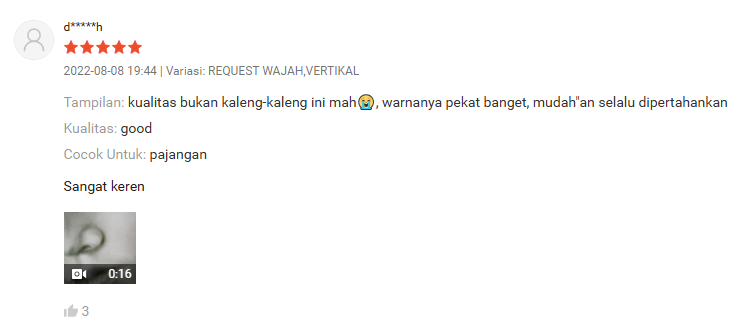 d*****h
2022-08-08 19:44 | Variasi: REQUEST WAJAH,VERTIKAL
Tampilan: kualitas bukan kaleng-kaleng ini mah😭, warnanya pekat banget, mudah"an selalu dipertahankan
Kualitas: good
Cocok Untuk: pajangan
Sangat keren
0:16
3